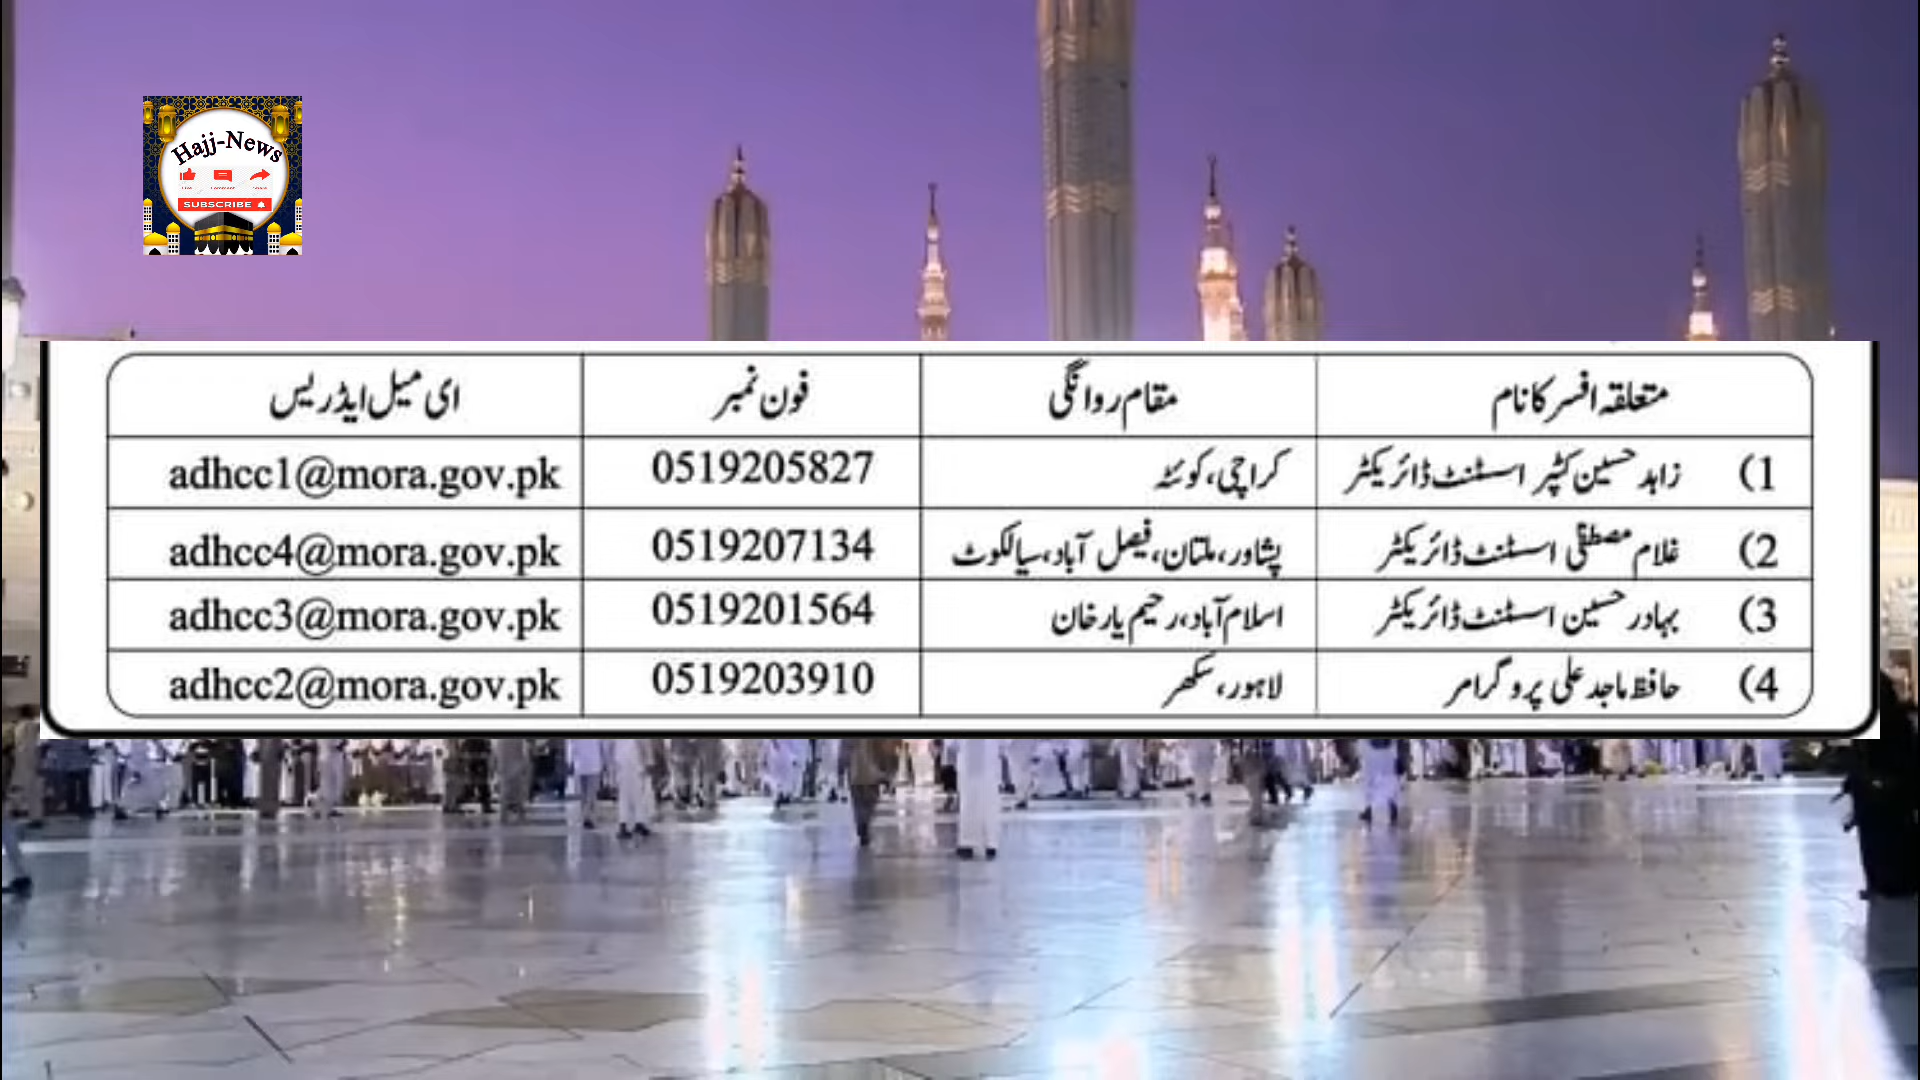 Hajj-News
SUBSCRIBE
متعلقہ افسر کا نام مقام روانگی فون نمبر ای میل ایڈریس
1) زاہد حسین کٹپر اسسٹنٹ ڈائریکٹر کراچی، کوئٹہ 0519205827 adhcc1@mora.gov.pk
2) غلام مصطفٰی اسسٹنٹ ڈائریکٹر پشاور، ملتان، فیصل آباد، سیالکوٹ 0519207134 adhcc4@mora.gov.pk
3) بہادر حسین اسسٹنٹ ڈائریکٹر اسلام آباد، رحیم یار خان 0519201564 adhcc3@mora.gov.pk
4) حافظ ماجد علی پروگرامر لاہور، سکھر 0519203910 adhcc2@mora.gov.pk